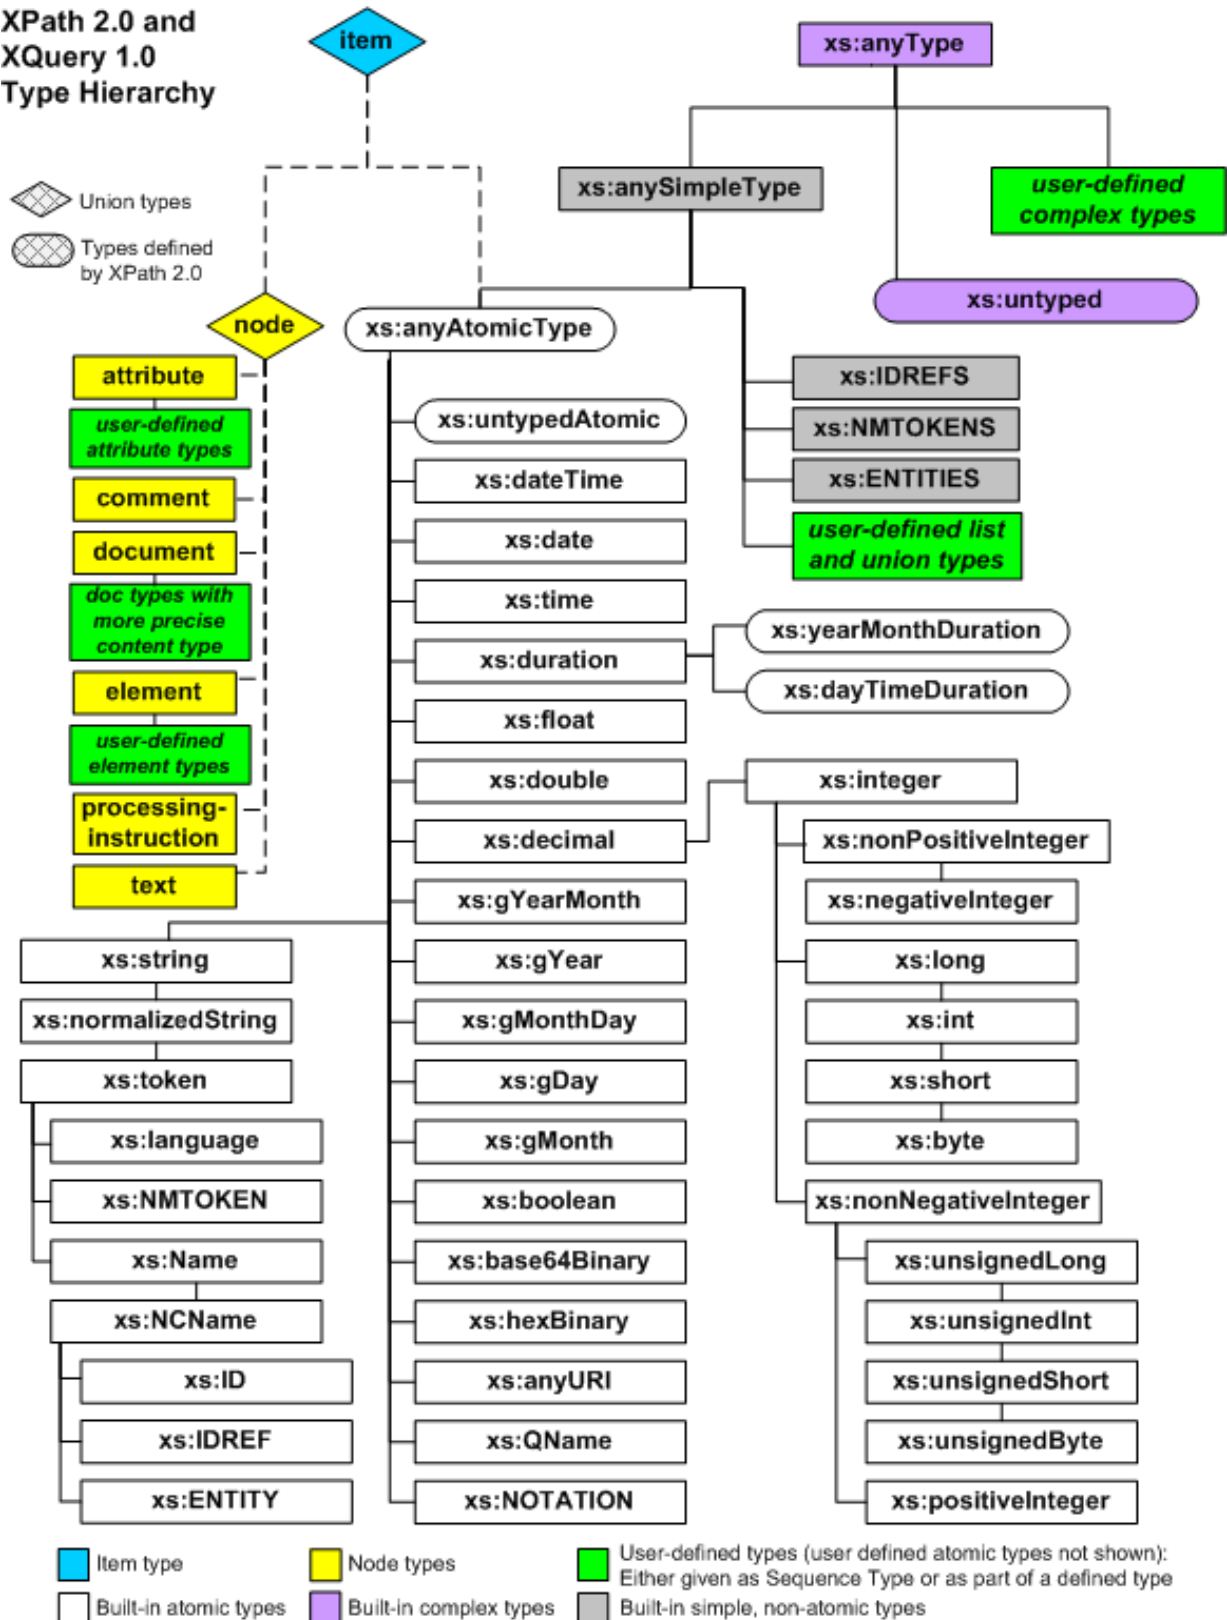 XPath 2.0 and
XQuery 1.0
Type Hierarchy
item
xs:anyType
Union types
Types defined
by XPath 2.0
xs:anySimpleType
user-defined
complex types
xs:untyped
node
xs:anyAtomicType
attribute
user-defined
attribute types
comment
document
doc types with
more precise
content type
element
user-defined
element types
processing-
instruction
text
xs:IDREFS
xs:NMTOKENS
xs:ENTITIES
user-defined list
and union types
xs:untypedAtomic
xs:dateTime
xs:date
xs:time
xs:duration
xs:yearMonthDuration
xs:dayTimeDuration
xs:float
xs:double
xs:decimal
xs:gYearMonth
xs:gYear
xs:gMonthDay
xs:gDay
xs:gMonth
xs:boolean
xs:base64Binary
xs:hexBinary
xs:anyURI
xs:QName
xs:NOTATION
xs:string
xs:normalizedString
xs:token
xs:language
xs:NMTOKEN
xs:Name
xs:NCName
xs:ID
xs:IDREF
xs:ENTITY
xs:integer
xs:nonPositiveInteger
xs:negativeInteger
xs:long
xs:int
xs:short
xs:byte
xs:nonNegativeInteger
xs:unsignedLong
xs:unsignedInt
xs:unsignedShort
xs:unsignedByte
xs:positiveInteger
Item type
Node types
User-defined types (user defined atomic types not shown):
Either given as Sequence Type or as part of a defined type
Built-in atomic types
Built-in complex types
Built-in simple, non-atomic types